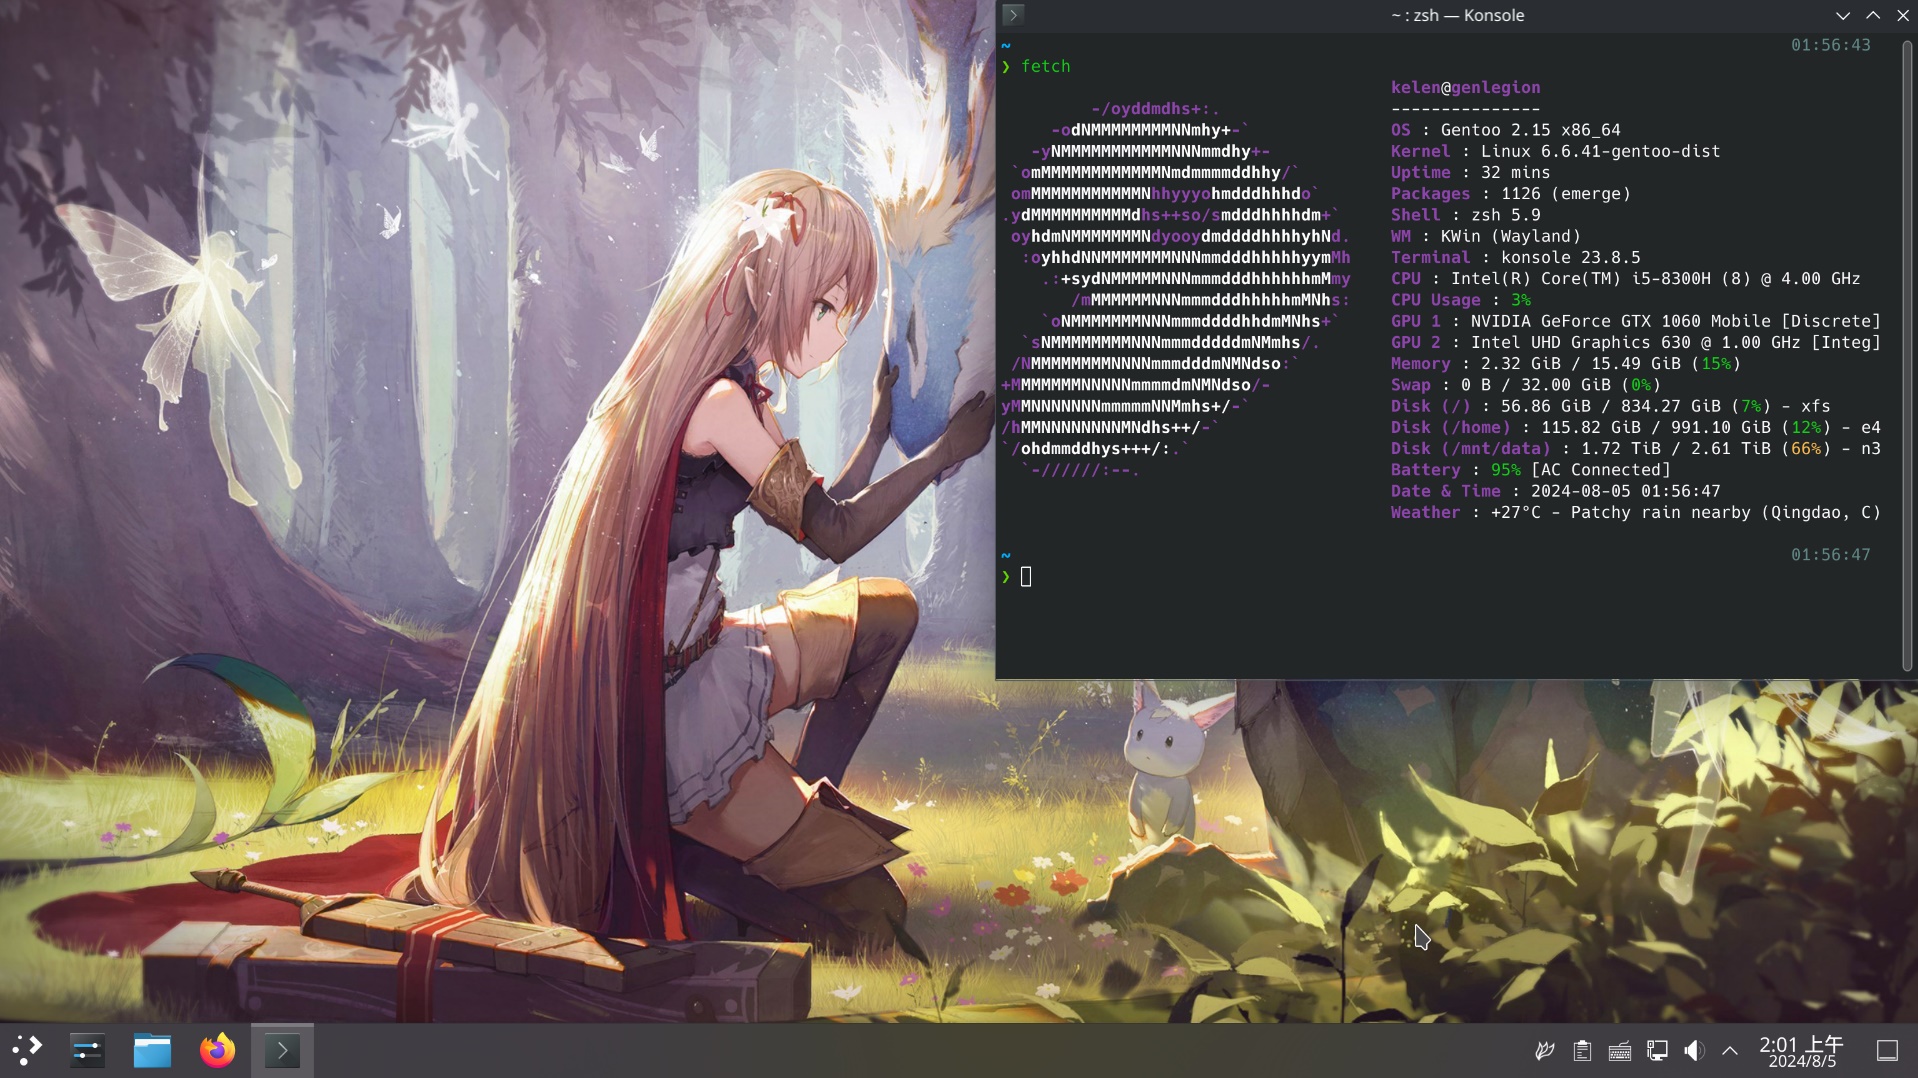 ~ : zsh — Konsole
~ 01:56:43
❯ fetch
kelen@genlegion
-/oyddmdhs+:. ---------------
-odNMMMMMMMMNNmhy+-` OS : Gentoo 2.15 x86_64
-yNMMMMMMMMMMMNNNmmdhy+- Kernel : Linux 6.6.41-gentoo-dist
`omMMMMMMMMMMMMNmdmmmmddhhy/` Uptime : 32 mins
omMMMMMMMMMMMNhhyyyohmdddhhhdo` Packages : 1126 (emerge)
.ydMMMMMMMMMMdhs++so/smdddhhhhdm+` Shell : zsh 5.9
oyhdmNMMMMMMMNdyooydmddddhhhhyhNd. WM : KWin (Wayland)
:oyhhdNNMMMMMMMNNNmmdddhhhhhyymMh Terminal : konsole 23.8.5
.:+sydNMMMMMNNNmmmdddhhhhhhmMmy CPU : Intel(R) Core(TM) i5-8300H (8) @ 4.00 GHz
/mMMMMMMNNNmmmdddhhhhhmMNhs: CPU Usage : 3%
`oNMMMMMMMNNNmmmddddhhdmMNhs+` GPU 1 : NVIDIA GeForce GTX 1060 Mobile [Discrete]
`sNMMMMMMMMNNNmmmdddddmNMmhs/. GPU 2 : Intel UHD Graphics 630 @ 1.00 GHz [Integ]
/NMMMMMMMMNNNNmmmdddmNMNdso:` Memory : 2.32 GiB / 15.49 GiB (15%)
+MMMMMMMNNNNNmmmmdmNMNdso/- Swap : 0 B / 32.00 GiB (0%)
yMMNNNNNNNmmmmmNNMmhs+/-` Disk (/) : 56.86 GiB / 834.27 GiB (7%) - xfs
/hMMNNNNNNNNMNdhs++/-` Disk (/home) : 115.82 GiB / 991.10 GiB (12%) - e4
`/ohdmmddhys+++/:.` Disk (/mnt/data) : 1.72 TiB / 2.61 TiB (66%) - n3
`-//////:--. Battery : 95% [AC Connected]
Date & Time : 2024-08-05 01:56:47
Weather : +27°C - Patchy rain nearby (Qingdao, C)
~ 01:56:47
❯
2:01 上午
2024/8/5